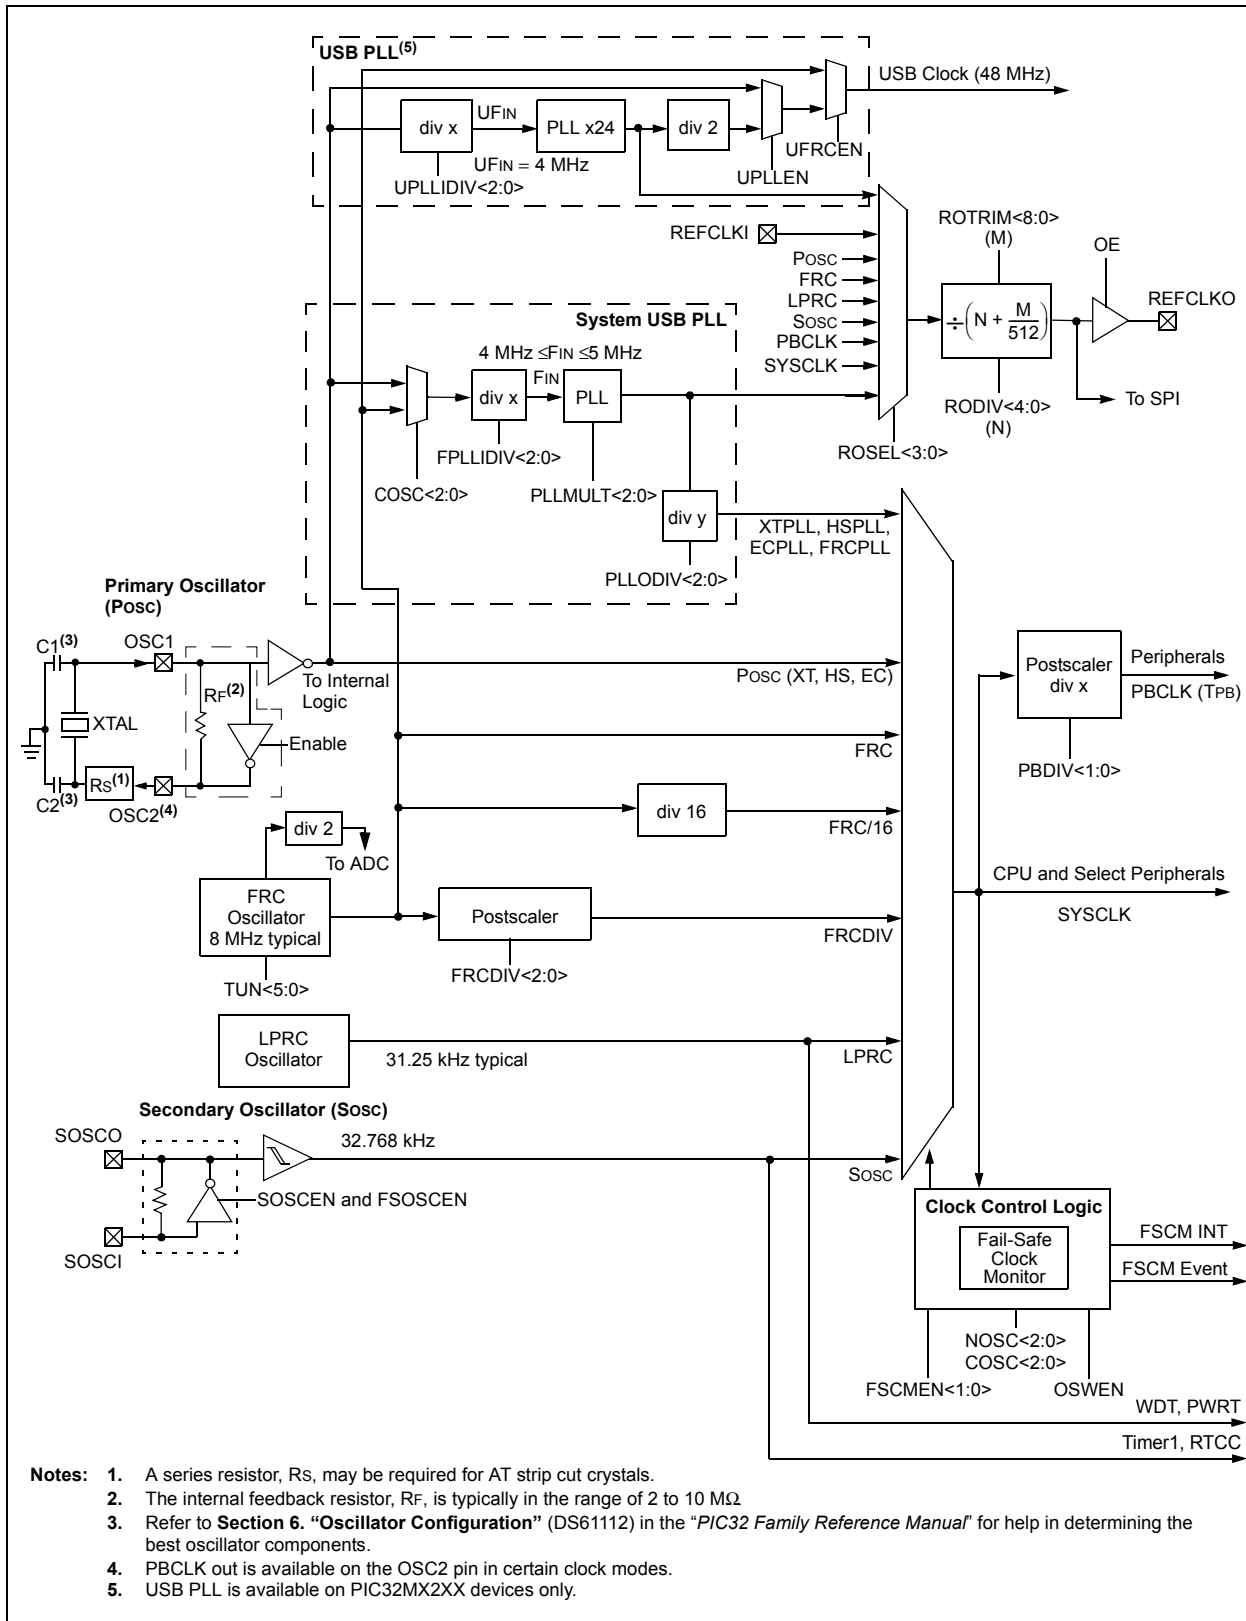 USB PLL(5)
USB Clock (48 MHz)
div x
UFIN
PLL x24
div 2
UFIN = 4 MHz
UFRCEN
UPLLEN
UPLLIDIV<2:0>
REFCLKI
POSC
FRC
LPRC
SOSC
PBCLK
SYSCLK
ROTRIM<8:0>
(M)
OE
REFCLKO
÷(N + M/512)
To SPI
RODIV<4:0>
(N)
ROSEL<3:0>
System USB PLL
4 MHz ≤FIN ≤5 MHz
FIN
div x
PLL
FPLLIDIV<2:0>
COSC<2:0>
PLLMULT<2:0>
div y
XTPLL, HSPLL,
ECPLL, FRCPLL
PLLODIV<2:0>
Primary Oscillator
(POSC)
C1(3)
OSC1
RF(2)
To Internal
Logic
XTAL
Enable
RS(1)
C2(3)
OSC2(4)
POSC (XT, HS, EC)
Postscaler
div x
Peripherals
PBCLK (TPB)
PBDIV<1:0>
FRC
div 16
FRC/16
div 2
To ADC
FRC
Oscillator
8 MHz typical
TUN<5:0>
Postscaler
FRCDIV
FRCDIV<2:0>
CPU and Select Peripherals
SYSCLK
LPRC
Oscillator
31.25 kHz typical
LPRC
Secondary Oscillator (SOSC)
SOSCO
32.768 kHz
SOSCEN and FSOSCEN
SOSCI
SOSC
Clock Control Logic
Fail-Safe
Clock
Monitor
FSCM INT
FSCM Event
NOSC<2:0>
COSC<2:0>
FSCMEN<1:0>
OSWEN
WDT, PWRT
Timer1, RTCC
Notes: 1. A series resistor, RS, may be required for AT strip cut crystals.
2. The internal feedback resistor, RF, is typically in the range of 2 to 10 MΩ
3. Refer to Section 6. “Oscillator Configuration” (DS61112) in the “PIC32 Family Reference Manual” for help in determining the
best oscillator components.
4. PBCLK out is available on the OSC2 pin in certain clock modes.
5. USB PLL is available on PIC32MX2XX devices only.